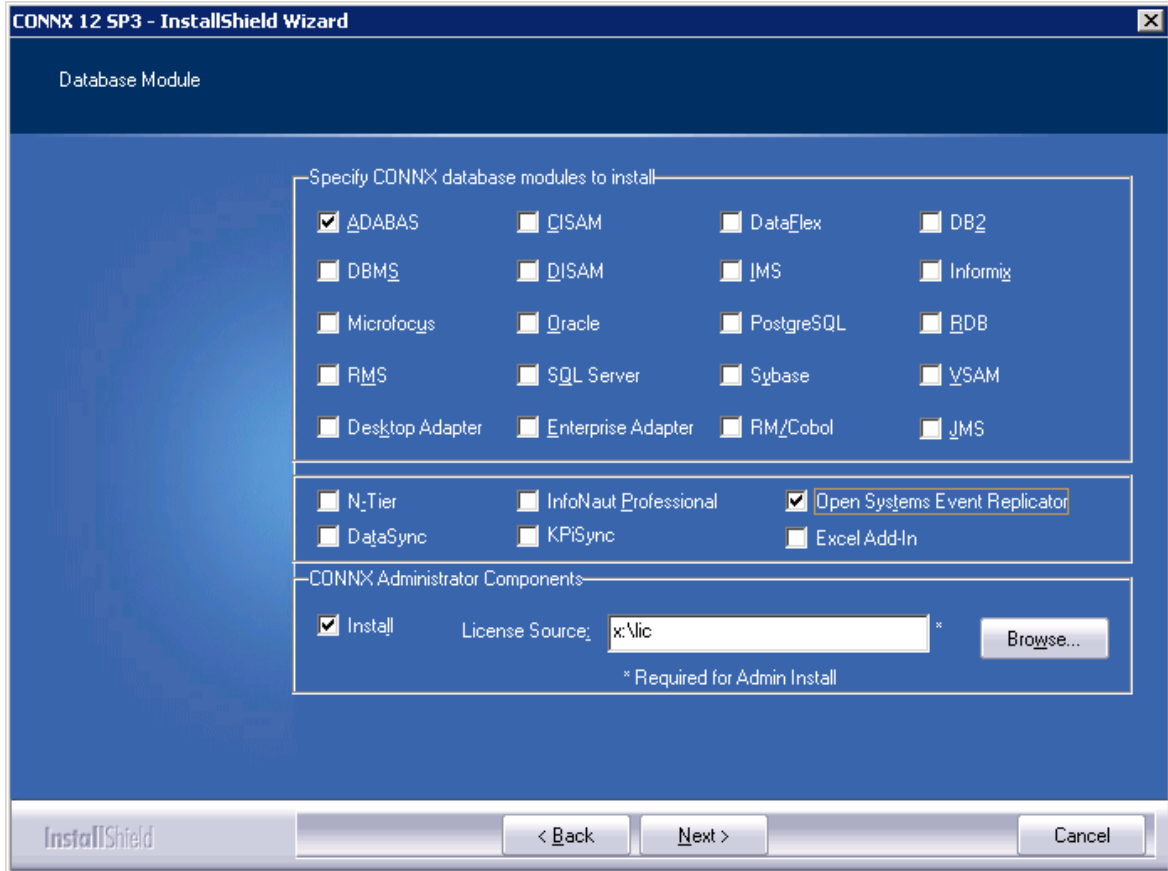 CONNX 12 SP3 - InstallShield Wizard
Database Module
Specify CONNX database modules to install
ADABAS CISAM DataFlex DB2
DBMS DISAM IMS Informix
Microfocus Oracle PostgreSQL RDB
RMS SQL Server Sybase VSAM
Desktop Adapter Enterprise Adapter RM/Cobol JMS
N-Tier InfoNaut Professional Open Systems Event Replicator
DataSync KPiSync Excel Add-In
CONNX Administrator Components
Install License Source: x:\lic * Browse...
* Required for Admin Install
InstallShield < Back Next > Cancel